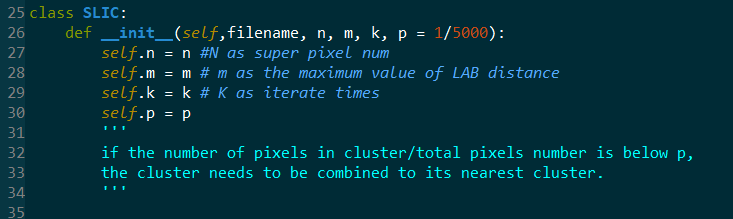 25 class SLIC:
26     def __init__(self,filename, n, m, k, p = 1/5000):
27         self.n = n #N as super pixel num
28         self.m = m # m as the maximum value of LAB distance
29         self.k = k # K as iterate times
30         self.p = p
31         '''
32         if the number of pixels in cluster/total pixels number is below p,
33         the cluster needs to be combined to its nearest cluster.
34         '''
35